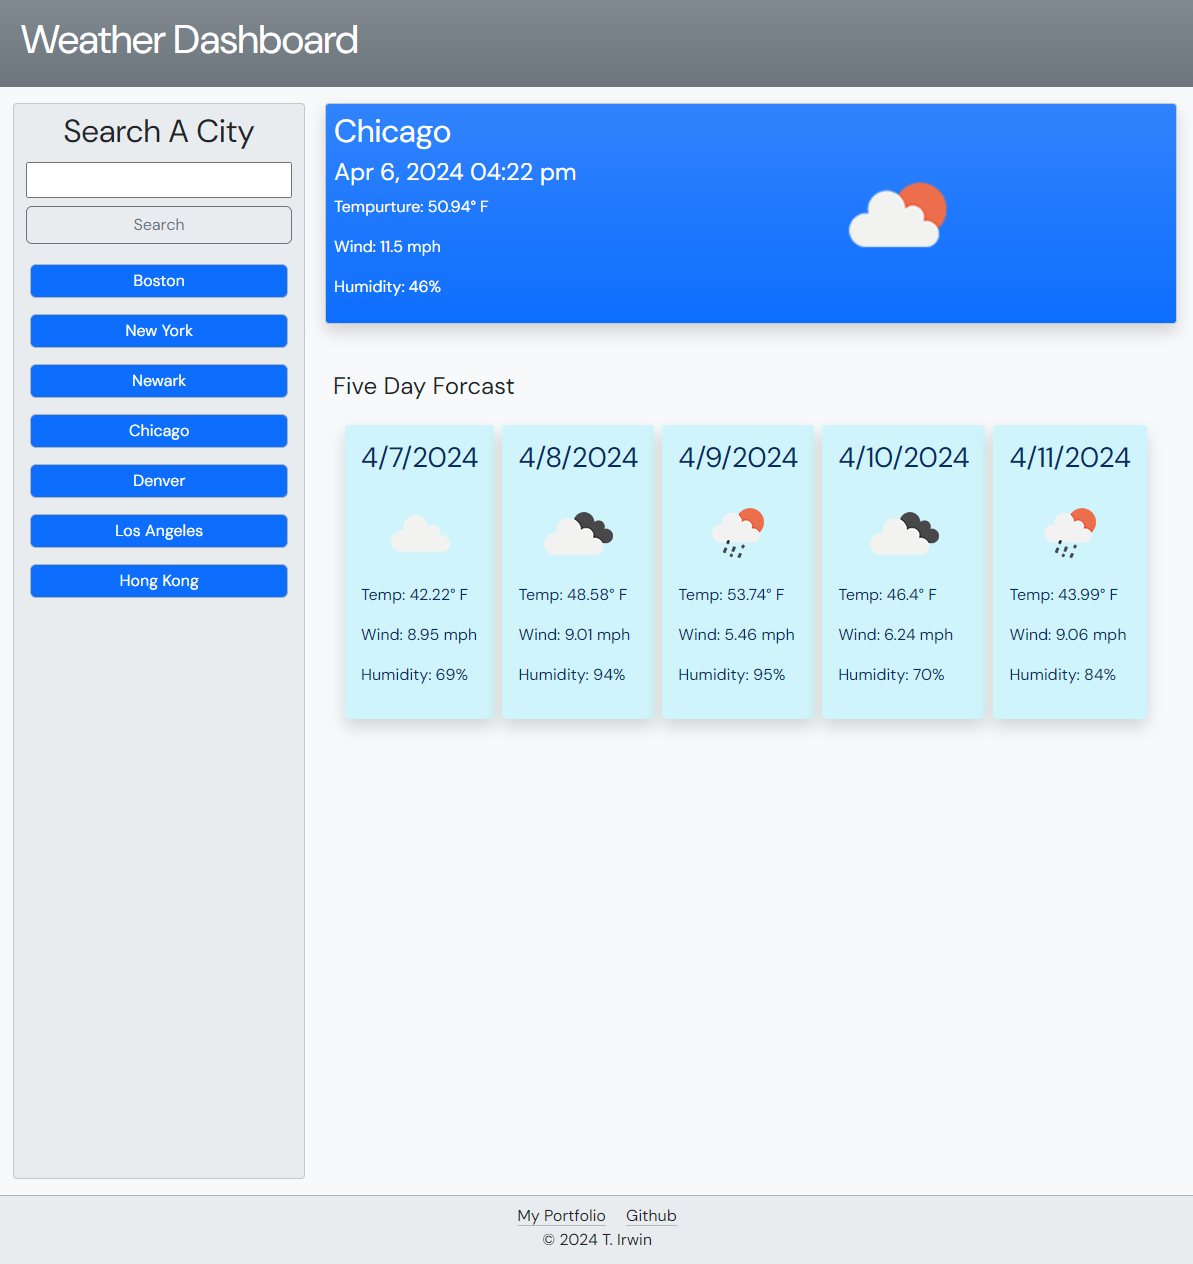 Weather Dashboard
Search A City
Search
Boston
New York
Newark
Chicago
Denver
Los Angeles
Hong Kong
Chicago
Apr 6, 2024 04:22 pm
Tempurture: 50.94° F
Wind: 11.5 mph
Humidity: 46%
Five Day Forcast
4/7/2024
Temp: 42.22° F
Wind: 8.95 mph
Humidity: 69%
4/8/2024
Temp: 48.58° F
Wind: 9.01 mph
Humidity: 94%
4/9/2024
Temp: 53.74° F
Wind: 5.46 mph
Humidity: 95%
4/10/2024
Temp: 46.4° F
Wind: 6.24 mph
Humidity: 70%
4/11/2024
Temp: 43.99° F
Wind: 9.06 mph
Humidity: 84%
My Portfolio Github
© 2024 T. Irwin